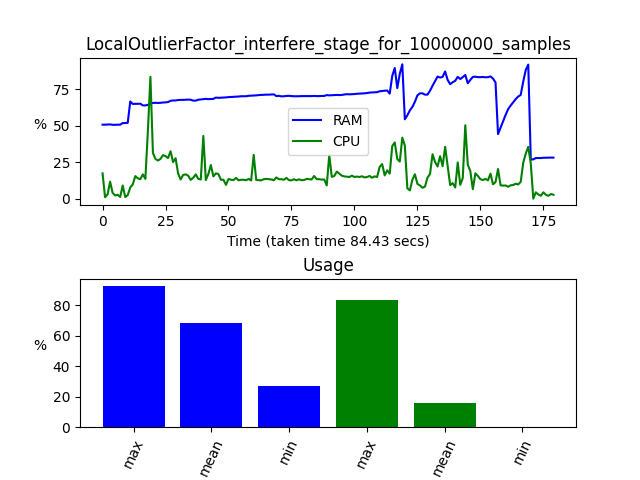 LocalOutlierFactor_interfere_stage_for_10000000_samples
75
50
25
0
%
RAM
CPU
0 25 50 75 100 125 150 175
Time (taken time 84.43 secs)
Usage
80
60
40
20
0
%
max mean min max mean min